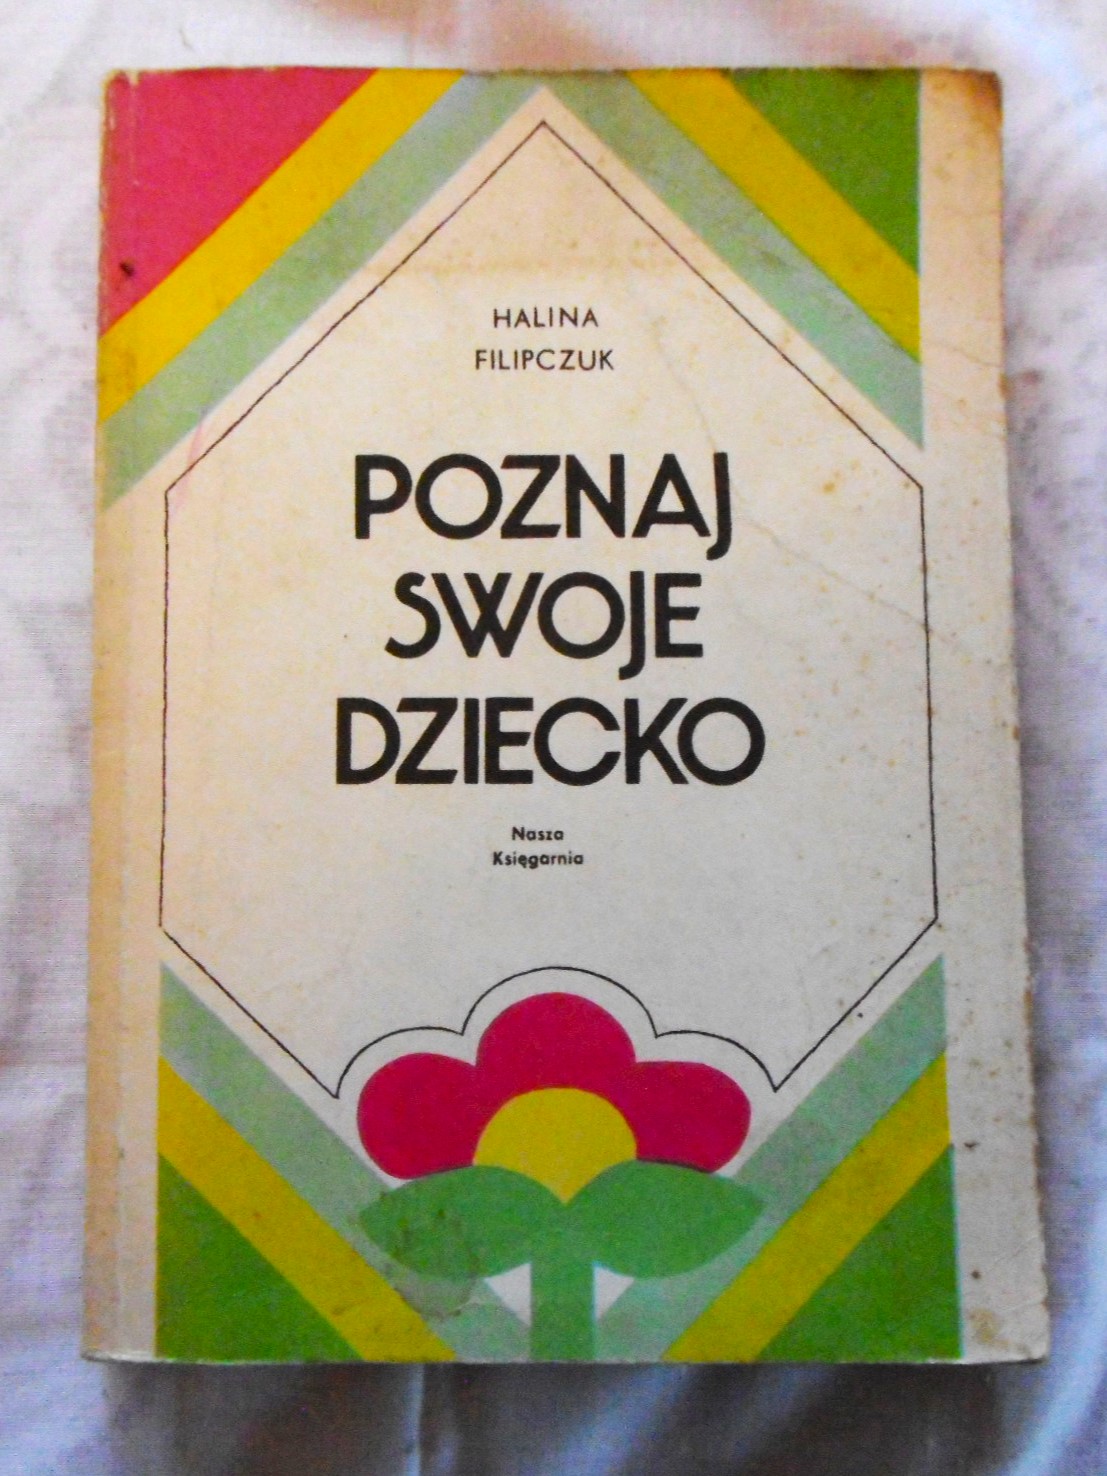 HALINA
FILIPCZUK
POZNAJ
SWOJE
DZIECKO
Nasza
Księgarnia